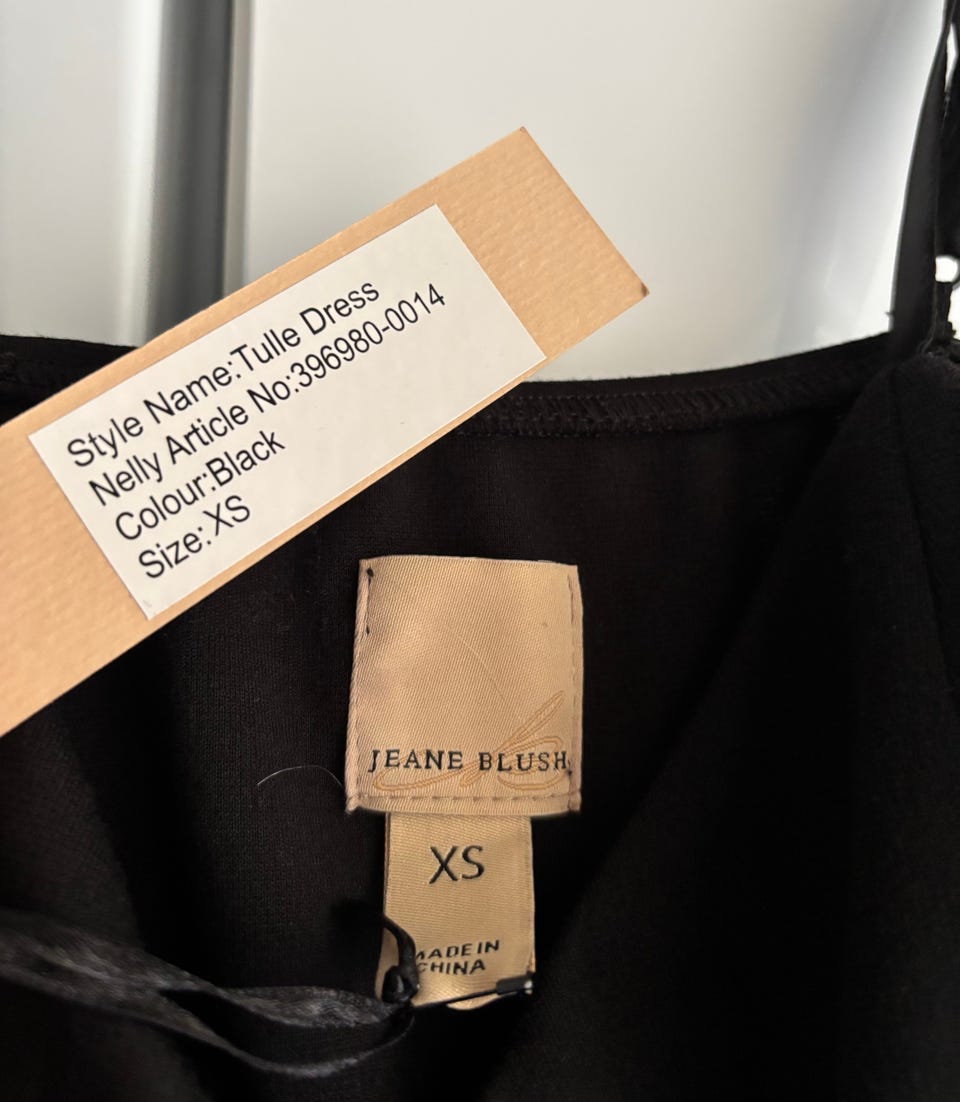 Style Name:Tulle Dress
Nelly Article No:396980-0014
Colour:Black
Size:XS
JEANE BLUSH
XS
MADE IN
CHINA